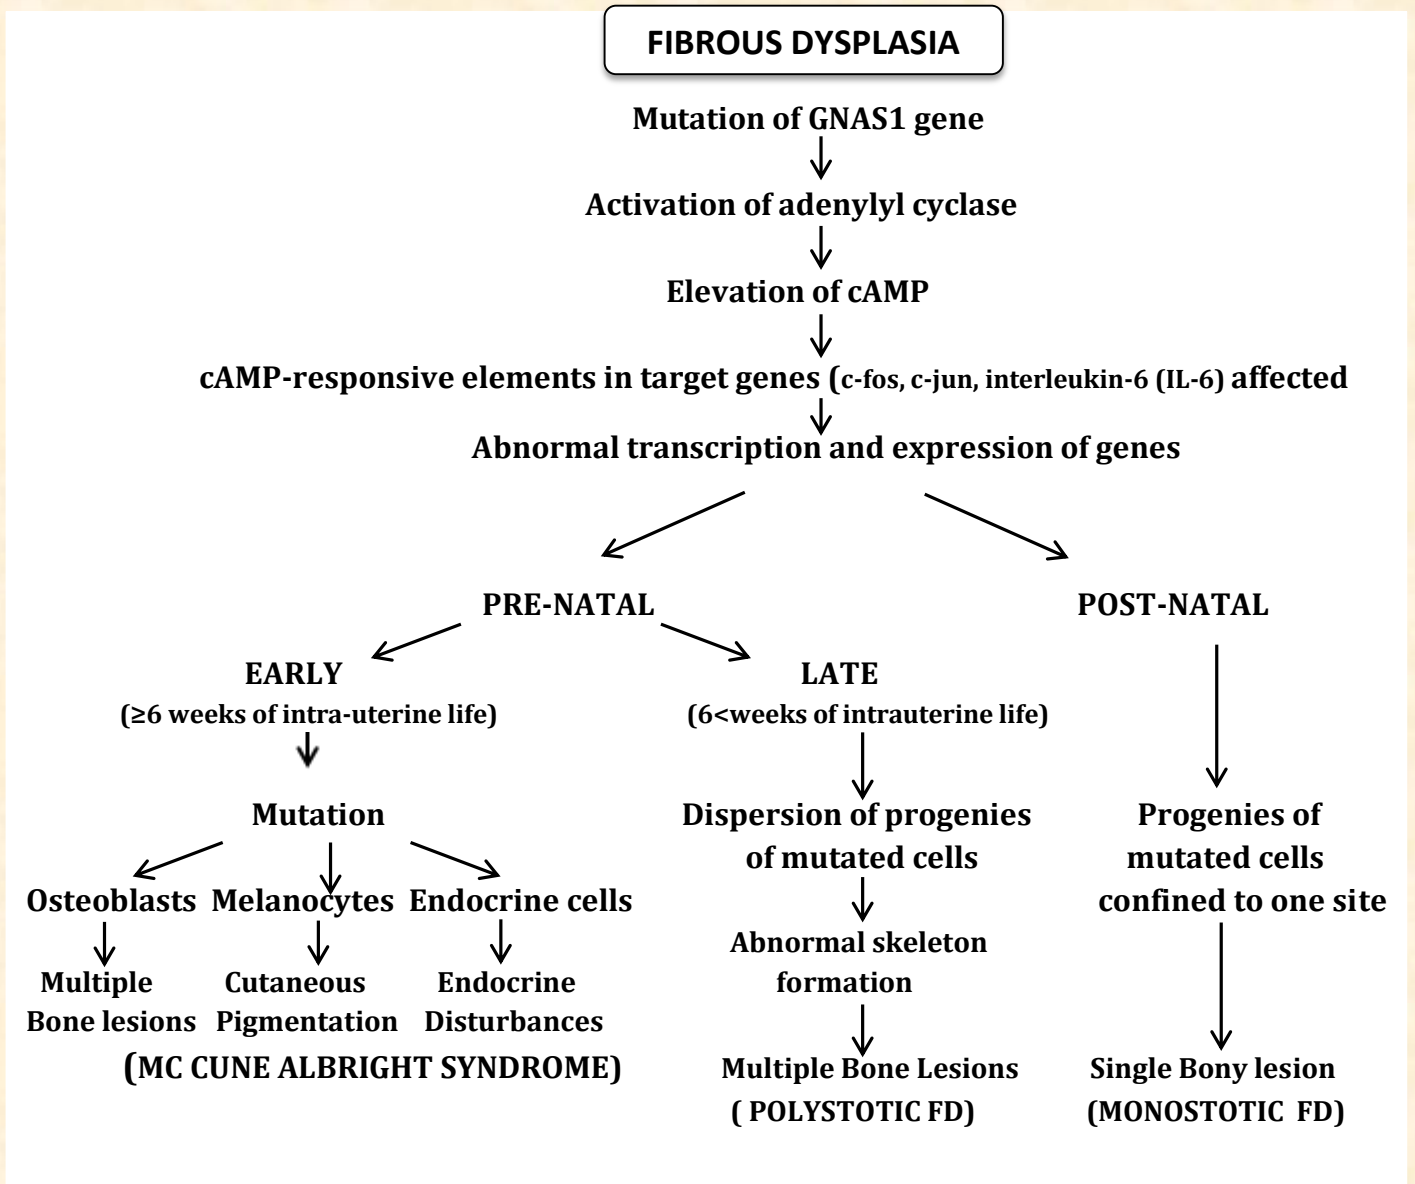 FIBROUS DYSPLASIA
Mutation of GNAS1 gene
Activation of adenylyl cyclase
Elevation of cAMP
cAMP-responsive elements in target genes (c-fos, c-jun, interleukin-6 (IL-6) affected
Abnormal transcription and expression of genes
PRE-NATAL
POST-NATAL
EARLY
(≥6 weeks of intra-uterine life)
LATE
(6<weeks of intrauterine life)
Mutation
Osteoblasts
Melanocytes
Endocrine cells
Multiple
Bone lesions
Cutaneous
Pigmentation
Endocrine
Disturbances
(MC CUNE ALBRIGHT SYNDROME)
Dispersion of progenies
of mutated cells
Abnormal skeleton
formation
Multiple Bone Lesions
( POLYSTOTIC FD)
Progenies of
mutated cells
confined to one site
Single Bony lesion
(MONOSTOTIC FD)